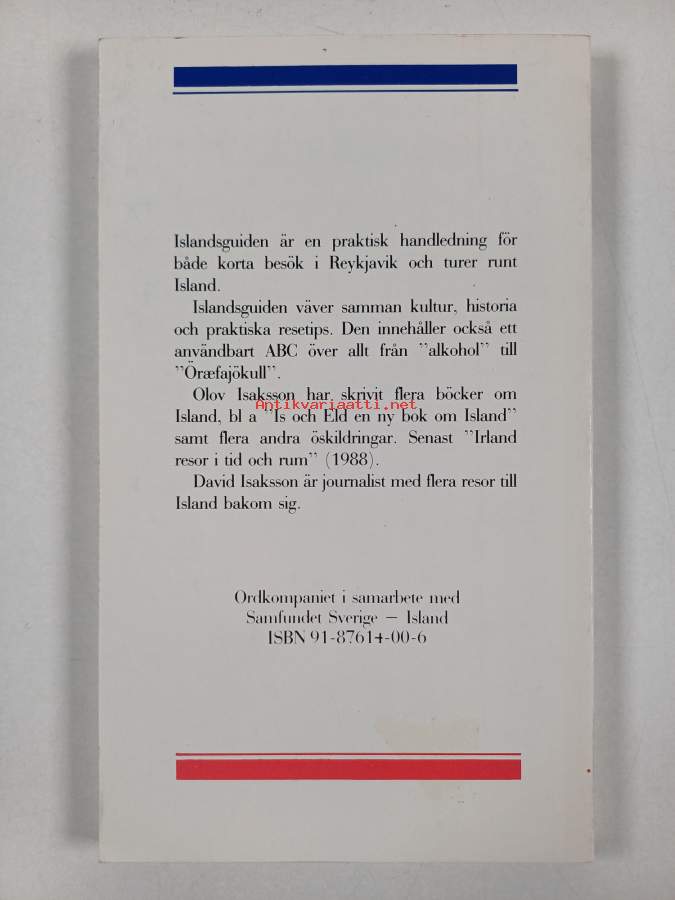 Islandsguiden är en praktisk handledning för
både korta besök i Reykjavik och turer runt
Island.
Islandsguiden väver samman kultur, historia
och praktiska resetips. Den innehåller också ett
användbart ABC över allt från "alkohol" till
"Öræfajökull".
Olov Isaksson har skrivit flera böcker om
Antikvariaatti.net
Island, bl a "Is och Eld en ny bok om Island"
samt flera andra öskildringar. Senast "Irland
resor i tid och rum" (1988).
David Isaksson är journalist med flera resor till
Island bakom sig.
Ordkompaniet i samarbete med
Samfundet Sverige – Island
ISBN 91-87614-00-6